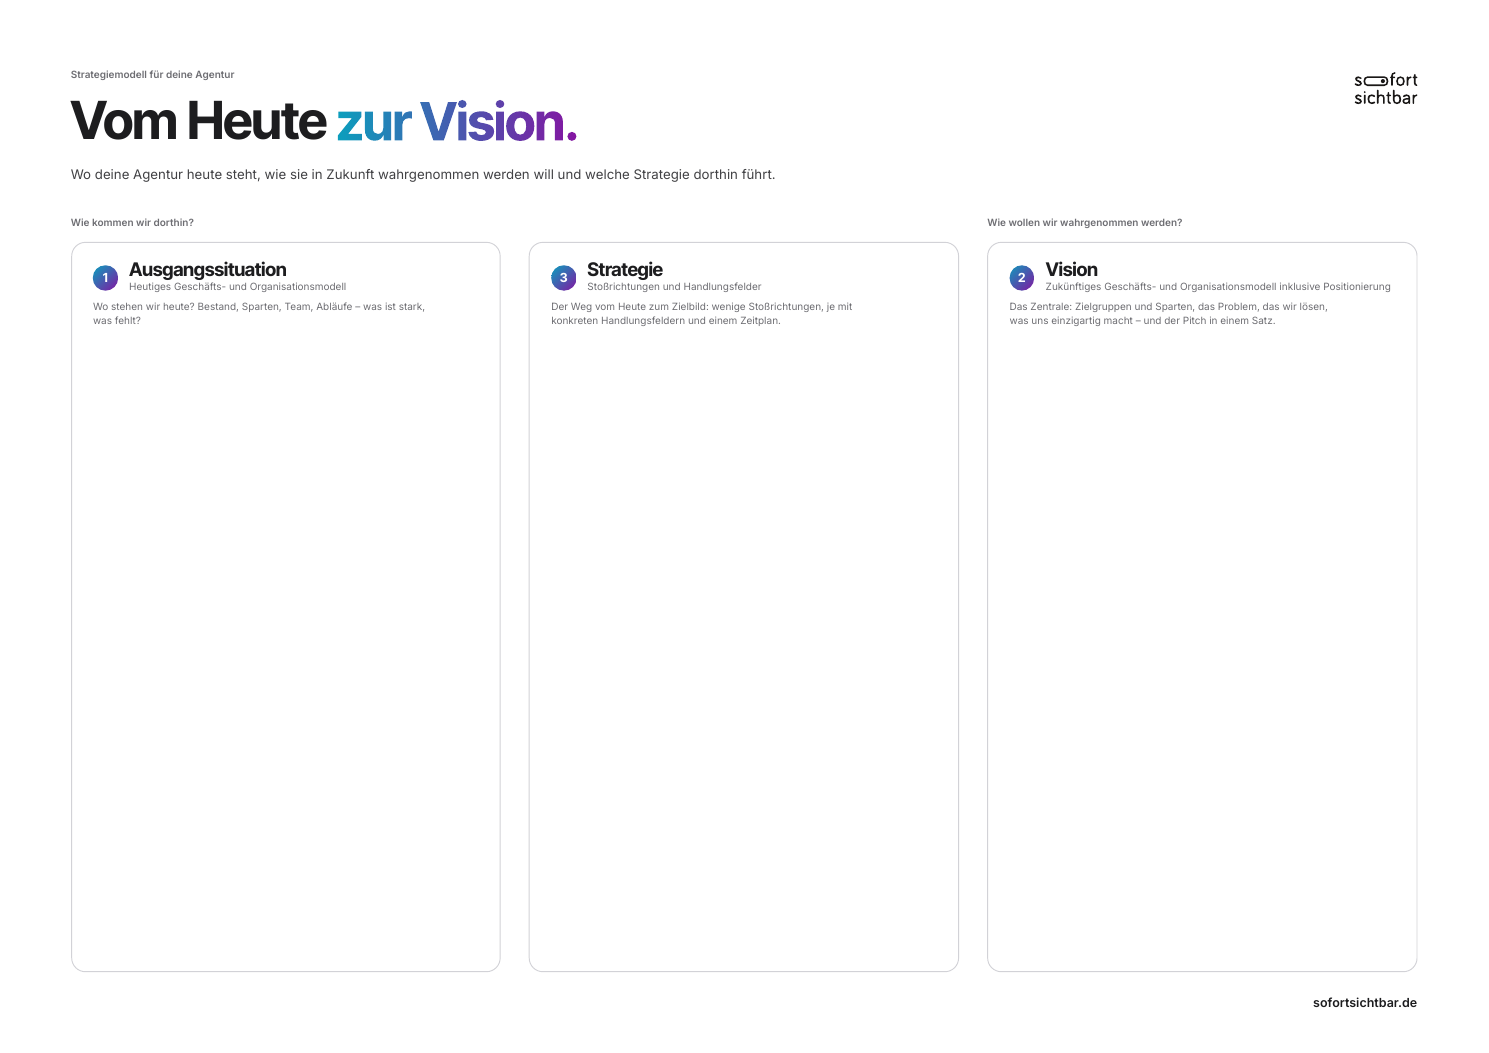 Strategiemodell für deine Agentur
Vom Heute zur Vision.
Wo deine Agentur heute steht, wie sie in Zukunft wahrgenommen werden will und welche Strategie dorthin führt.
sofort
sichtbar
Wie kommen wir dorthin?
Wie wollen wir wahrgenommen werden?
1
Ausgangssituation
Heutiges Geschäfts- und Organisationsmodell
Wo stehen wir heute? Bestand, Sparten, Team, Abläufe – was ist stark,
was fehlt?
3
Strategie
Stoßrichtungen und Handlungsfelder
Der Weg vom Heute zum Zielbild: wenige Stoßrichtungen, je mit
konkreten Handlungsfeldern und einem Zeitplan.
2
Vision
Zukünftiges Geschäfts- und Organisationsmodell inklusive Positionierung
Das Zentrale: Zielgruppen und Sparten, das Problem, das wir lösen,
was uns einzigartig macht – und der Pitch in einem Satz.
sofortsichtbar.de